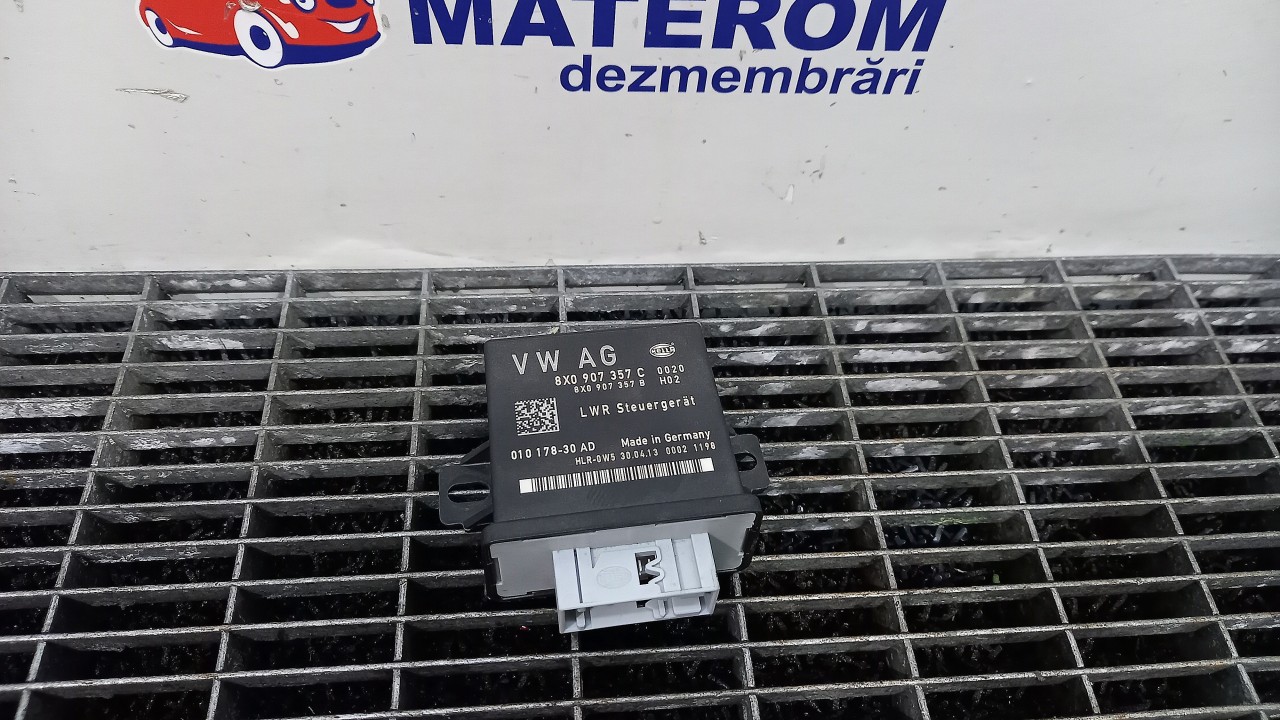 MATEROM
dezmembrări
VW AG HELLA
8X0 907 357 C 0020
8X0 907 357 B H02
LWR Steuergerät
010 178-30 AD Made in Germany
HLR-0W5 30.04.13 0002 1198